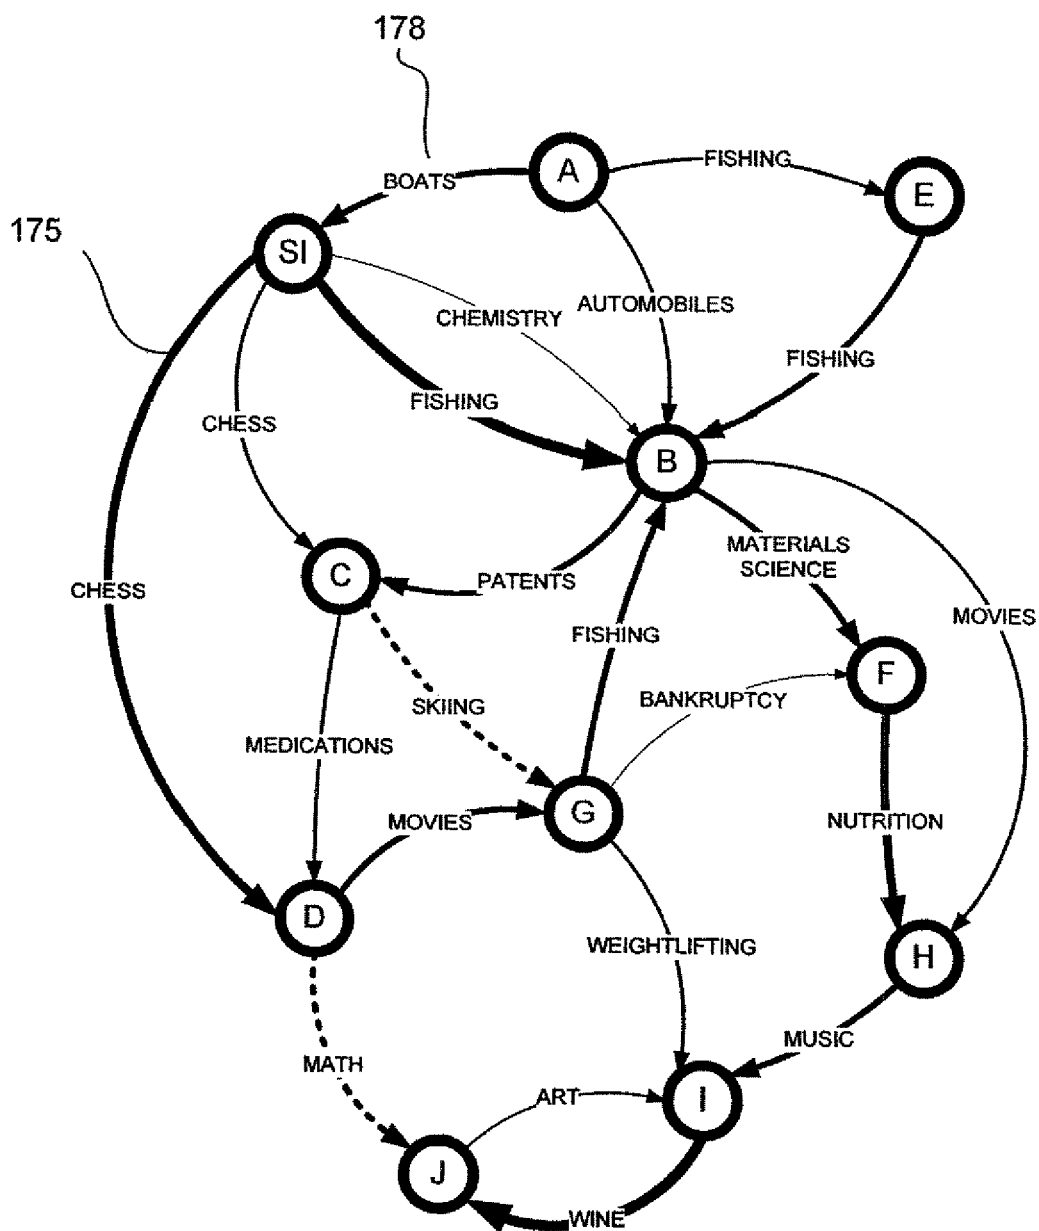 178
A
FISHING
E
BOATS
175
SI
CHEMISTRY
AUTOMOBILES
FISHING
FISHING
CHESS
B
MATERIALS
SCIENCE
C
PATENTS
CHESS
MOVIES
FISHING
F
BANKRUPTCY
SKIING
MEDICATIONS
G
MOVIES
NUTRITION
D
WEIGHTLIFTING
H
MUSIC
MATH
ART
I
J
WINE